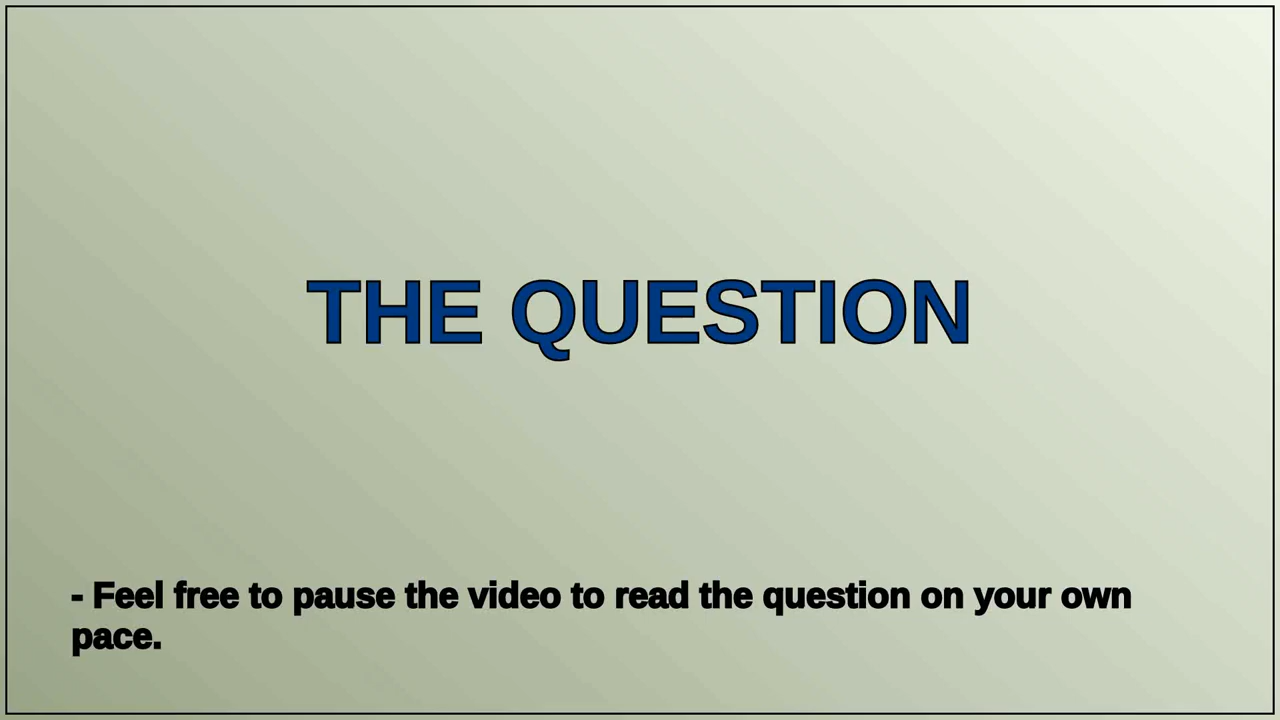 THE QUESTION
- Feel free to pause the video to read the question on your own
pace.